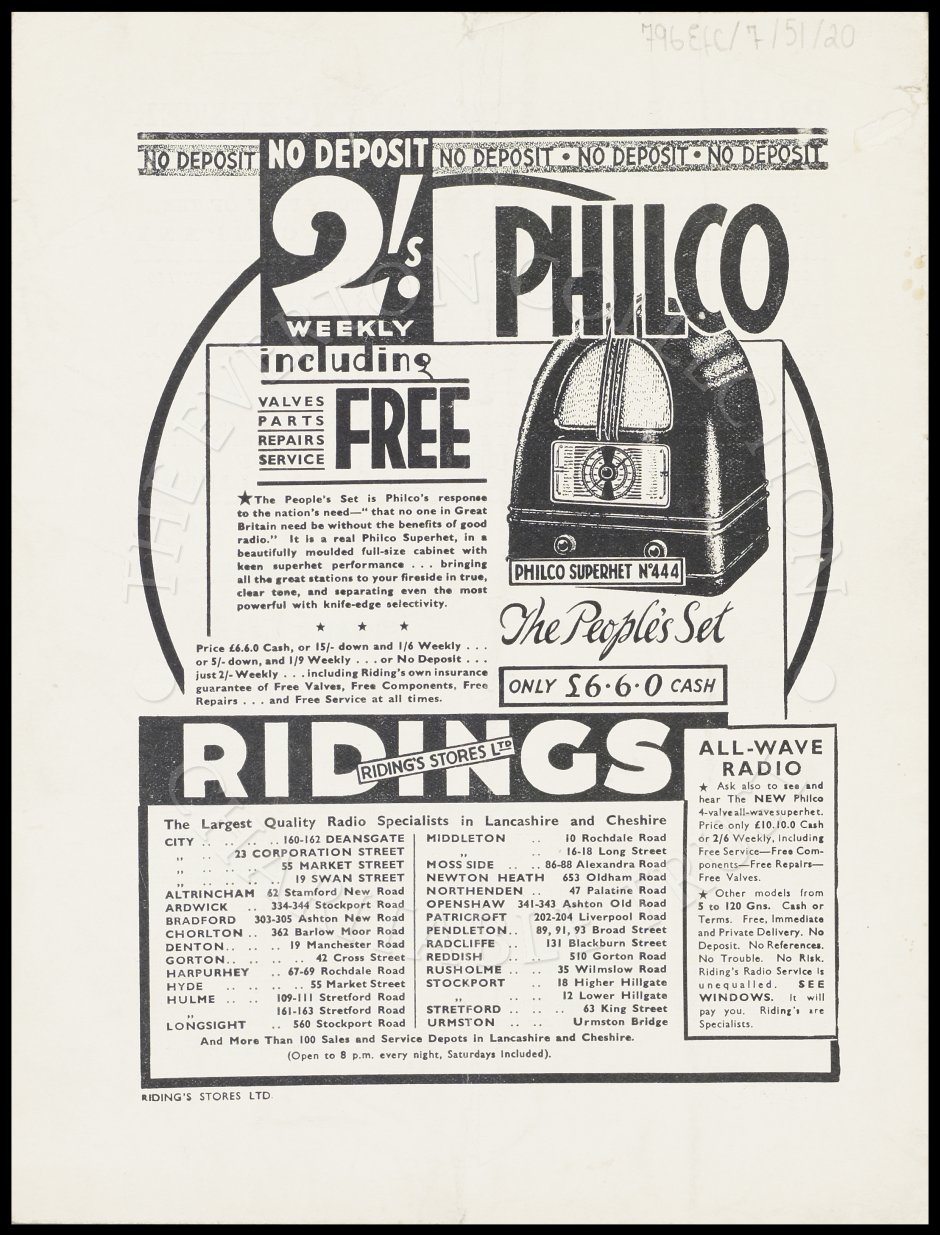 796EFC/7/51/20
NO DEPOSIT NO DEPOSIT NO DEPOSIT • NO DEPOSIT • NO DEPOSIT
2/'s.
WEEKLY
including
VALVES
PARTS
REPAIRS
SERVICE
FREE
PHILCO
★The People's Set is Philco's response
to the nation's need—"that no one in Great
Britain need be without the benefits of good
radio." It is a real Philco Superhet, in a
beautifully moulded full-size cabinet with
keen superhet performance . . . bringing
all the great stations to your fireside in true,
clear tone, and separating even the most
powerful with knife-edge selectivity.
★ ★ ★
Price £6.6.0 Cash, or 15/- down and 1/6 Weekly . . .
or 5/- down, and 1/9 Weekly . . . or No Deposit . . .
just 2/- Weekly . . . including Riding's own insurance
guarantee of Free Valves, Free Components, Free
Repairs . . . and Free Service at all times.
PHILCO SUPERHET Nº444
The People's Set
ONLY £6·6·0 CASH
RIDINGS
RIDING'S STORES LTD
The Largest Quality Radio Specialists in Lancashire and Cheshire
CITY .. .. .. 160-162 DEANSGATE
„ .. 23 CORPORATION STREET
„ .. .. 55 MARKET STREET
„ .. .. .. 19 SWAN STREET
ALTRINCHAM 62 Stamford New Road
ARDWICK .. 334-344 Stockport Road
BRADFORD 303-305 Ashton New Road
CHORLTON .. 362 Barlow Moor Road
DENTON.. .. .. 19 Manchester Road
GORTON.. .. .. .. 42 Cross Street
HARPURHEY .. 67-69 Rochdale Road
HYDE .. .. .. .. 55 Market Street
HULME .. .. 109-111 Stretford Road
„ 161-163 Stretford Road
LONGSIGHT .. 560 Stockport Road
MIDDLETON .. 10 Rochdale Road
„ .. 16-18 Long Street
MOSS SIDE .. .. 86-88 Alexandra Road
NEWTON HEATH 653 Oldham Road
NORTHENDEN .. 47 Palatine Road
OPENSHAW 341-343 Ashton Old Road
PATRICROFT 202-204 Liverpool Road
PENDLETON.. 89, 91, 93 Broad Street
RADCLIFFE .. 131 Blackburn Street
REDDISH .. .. 510 Gorton Road
RUSHOLME .. .. 35 Wilmslow Road
STOCKPORT .. 18 Higher Hillgate
„ .. .. 12 Lower Hillgate
STRETFORD .. .. .. 63 King Street
URMSTON .. .. Urmston Bridge
And More Than 100 Sales and Service Depots in Lancashire and Cheshire.
(Open to 8 p.m. every night, Saturdays Included).
ALL-WAVE
RADIO
★ Ask also to see and
hear The NEW Philco
4-valve all-wave superhet.
Price only £10.10.0 Cash
or 2/6 Weekly, including
Free Service—Free Com-
ponents—Free Repairs—
Free Valves.
★ Other models from
5 to 120 Gns. Cash or
Terms. Free, Immediate
and Private Delivery. No
Deposit. No References.
No Trouble. No Risk.
Riding's Radio Service is
unequalled. SEE
WINDOWS. It will
pay you. Riding's are
Specialists.
RIDING'S STORES LTD.
THE EVERTON COLLECTION